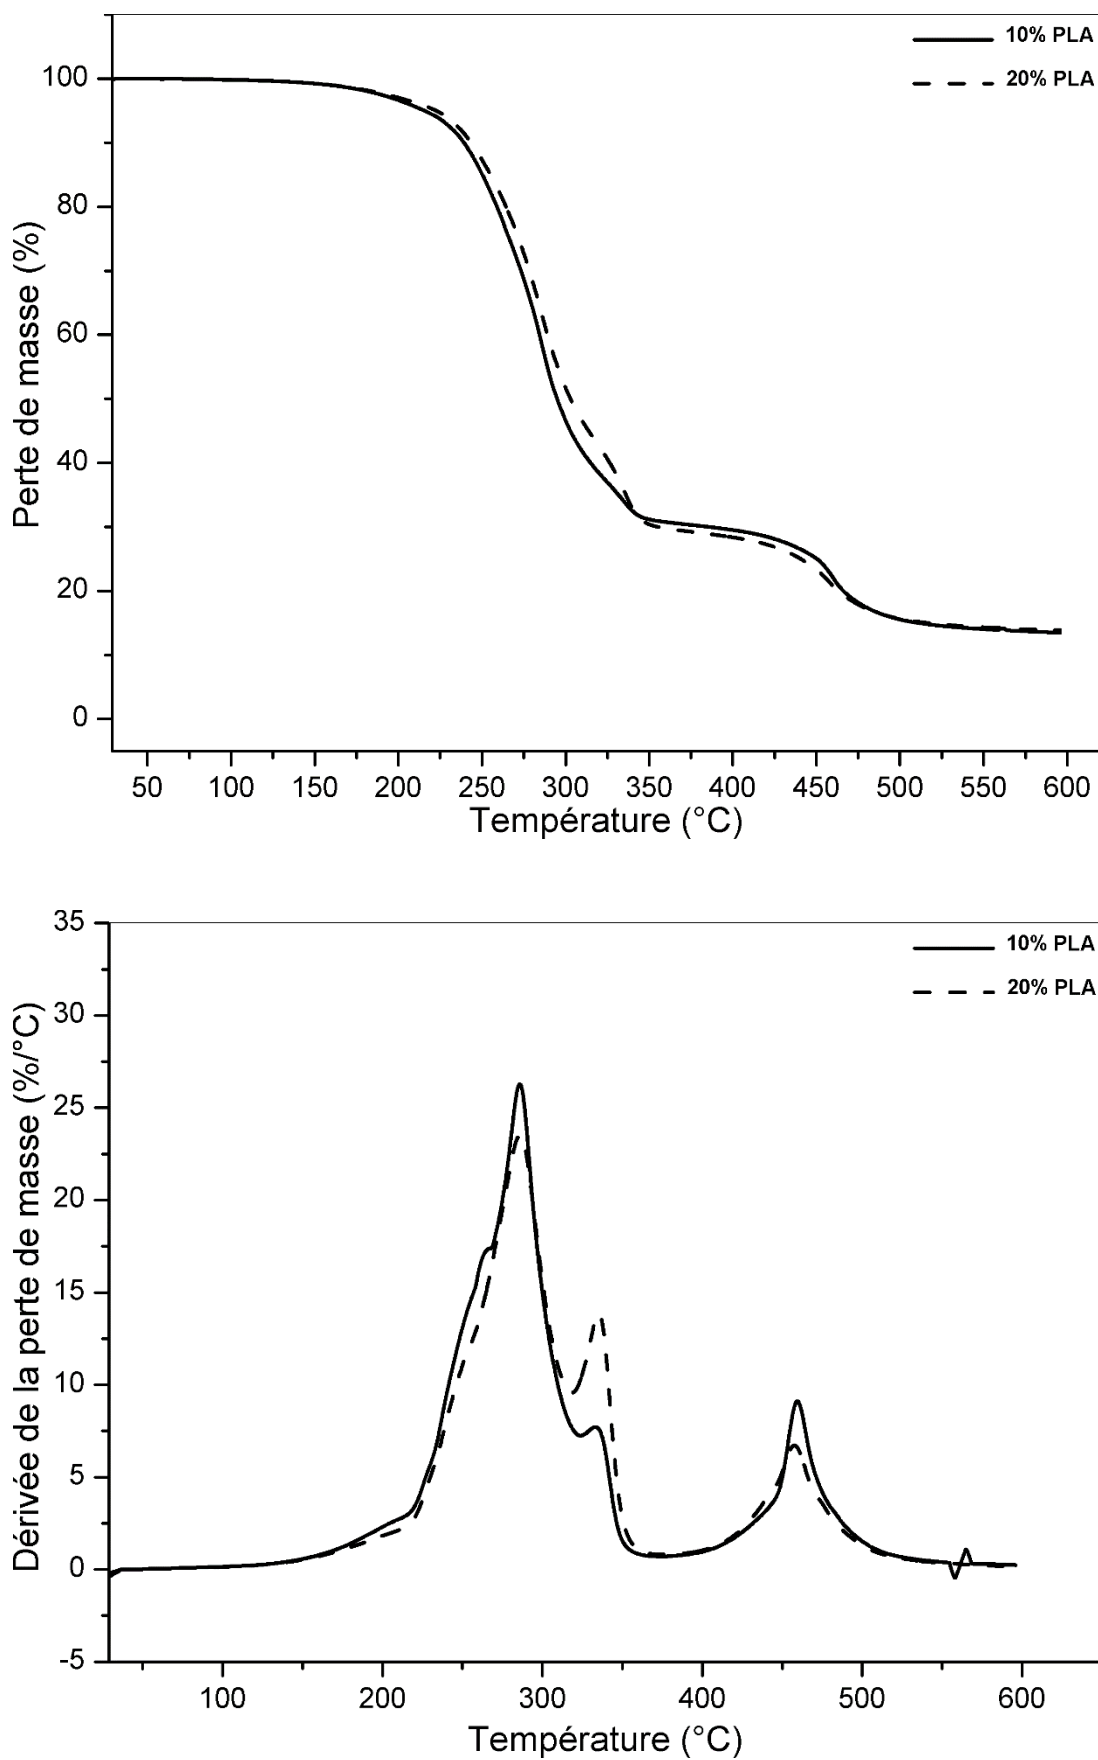 10% PLA
20% PLA
100
80
60
40
20
0
Perte de masse (%)
50 100 150 200 250 300 350 400 450 500 550 600
Température (°C)
10% PLA
20% PLA
35
30
25
20
15
10
5
0
-5
Dérivée de la perte de masse (%/°C)
100 200 300 400 500 600
Température (°C)